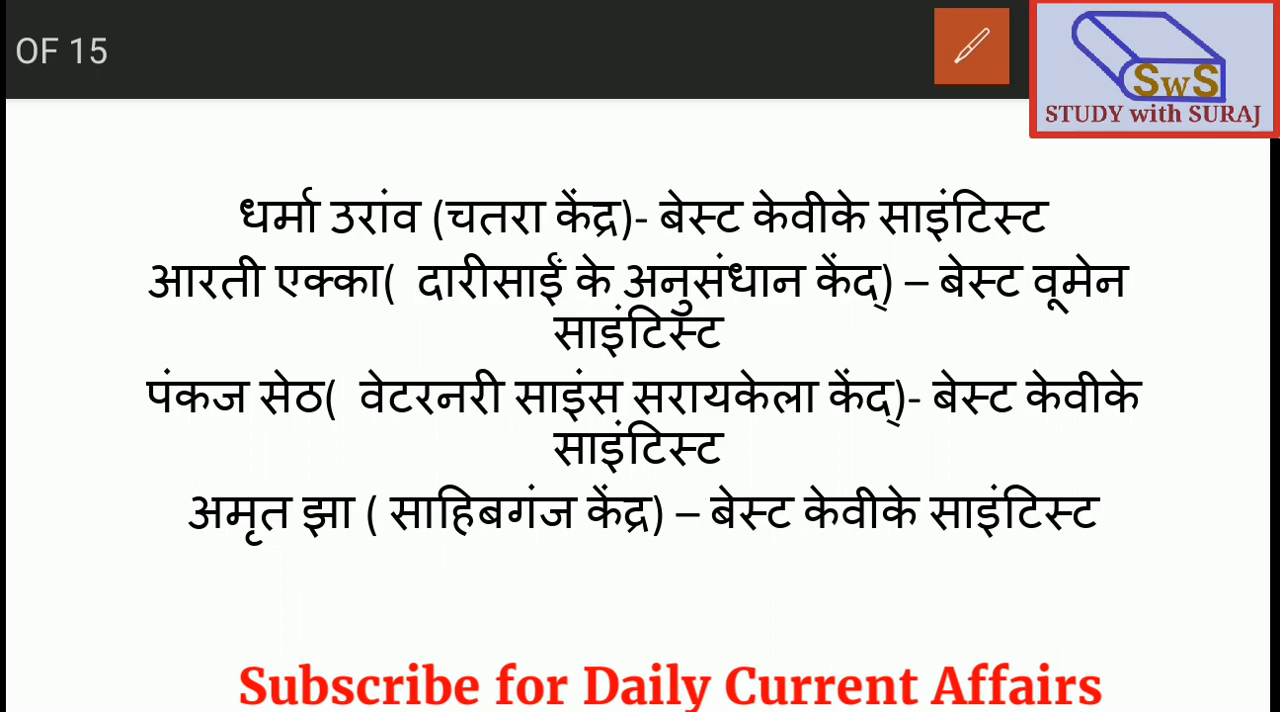 OF 15
SwS
STUDY with SURAJ
धर्मा उरांव (चतरा केंद्र)- बेस्ट केवीके साइंटिस्ट
आरती एक्का( दारीसाईं के अनुसंधान केंद्) – बेस्ट वूमेन
साइंटिस्ट
पंकज सेठ( वेटरनरी साइंस सरायकेला केंद्)- बेस्ट केवीके
साइंटिस्ट
अमृत झा ( साहिबगंज केंद्र) – बेस्ट केवीके साइंटिस्ट
Subscribe for Daily Current Affairs